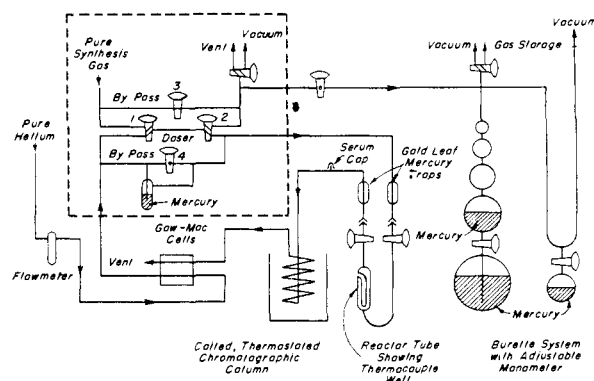 Vacuum
Vent
Vacuum
Pure
Synthesis
Gas
Vacuum
Gas Storage
3
By Pass
1
2
Doser
Pure
Helium
By Pass
4
Serum
Cap
Gold Leaf
Mercury
Traps
Mercury
Mercury
Gow-Mac
Cells
Vent
Flowmeter
Mercury
Coiled, Thermostated
Chromatographic
Column
Reactor Tube
Showing
Thermocouple
Well
Burette System
with Adjustable
Manometer